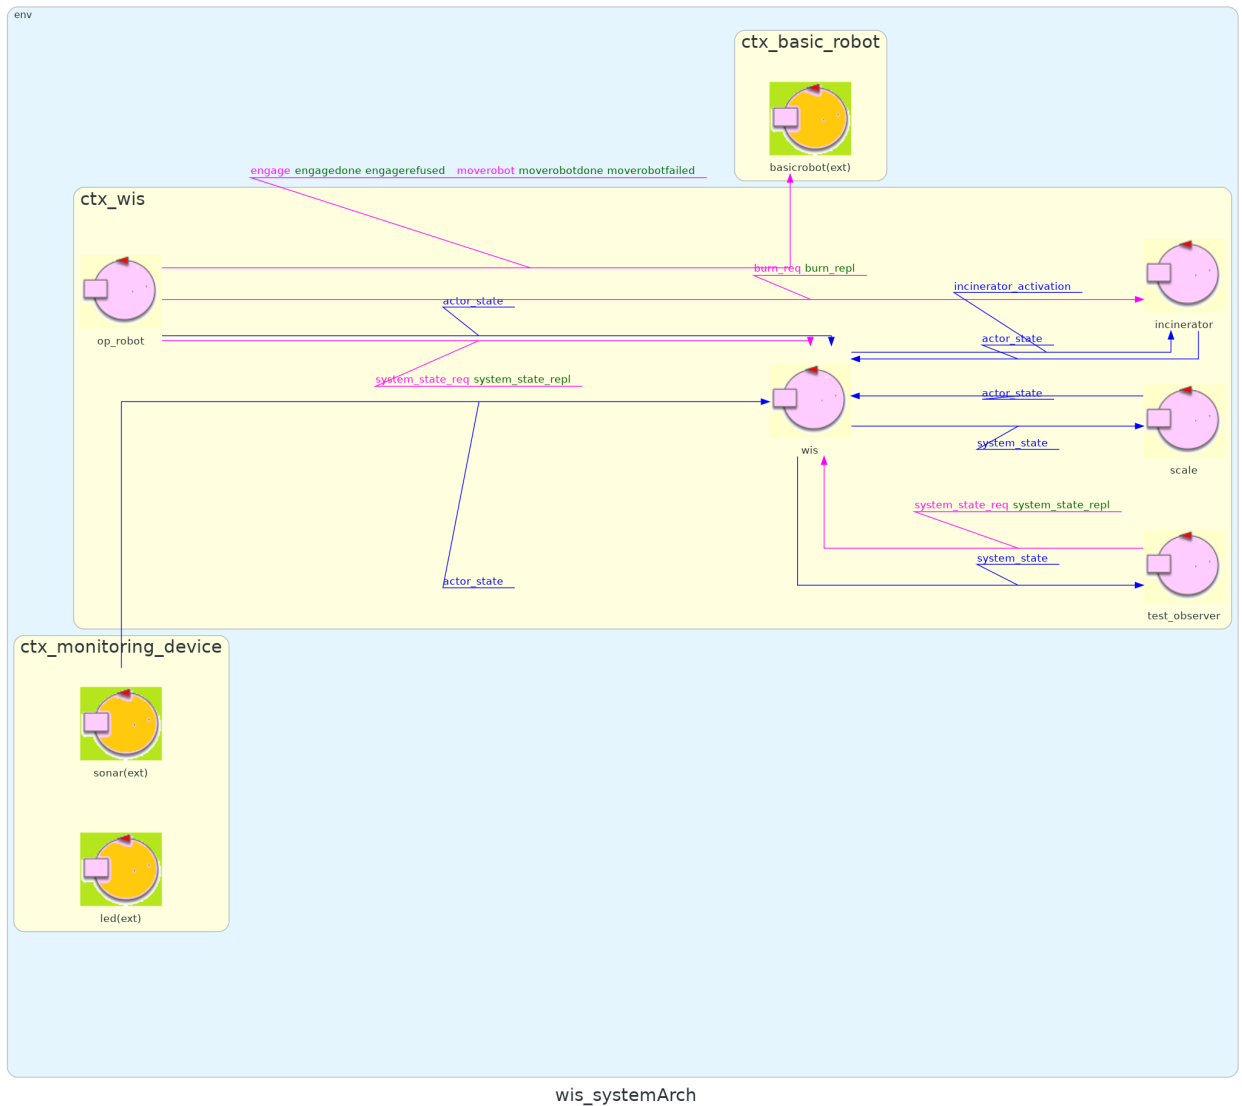 env
ctx_basic_robot
basicrobot(ext)
engage engagedone engagerefused moverobot moverobotdone moverobotfailed
ctx_wis
burn_req burn_repl
incinerator_activation
actor_state
incinerator
op_robot
actor_state
system_state_req system_state_repl
actor_state
system_state
wis
scale
system_state_req system_state_repl
system_state
actor_state
test_observer
ctx_monitoring_device
sonar(ext)
led(ext)
wis_systemArch